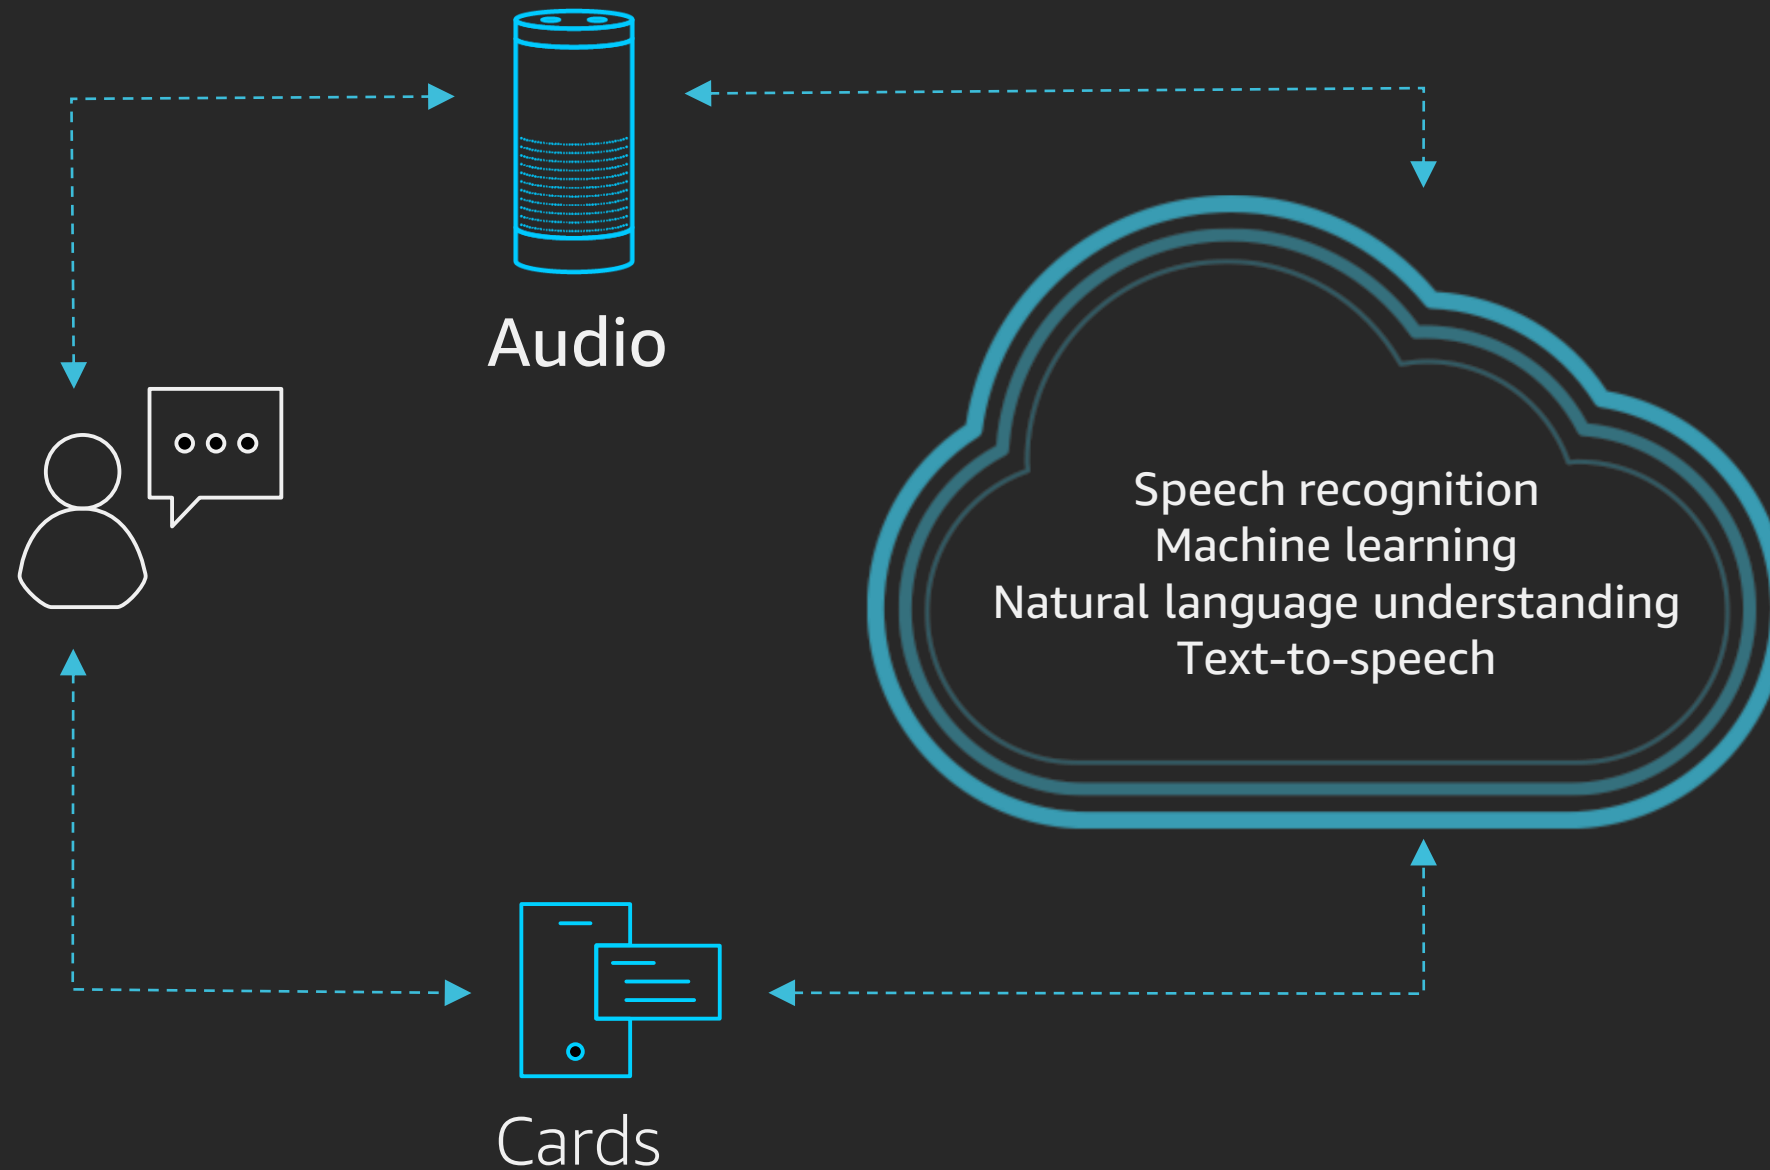 Audio
Speech recognition
Machine learning
Natural language understanding
Text-to-speech
Cards